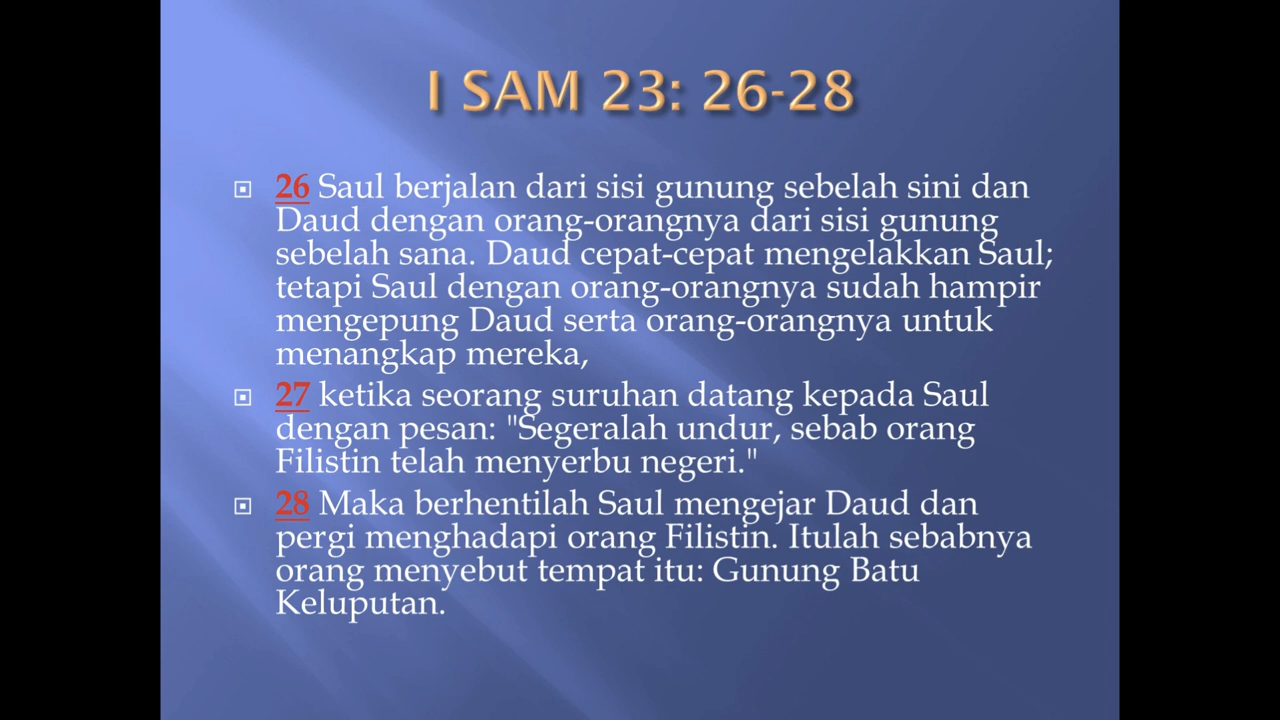 I SAM 23: 26-28
26 Saul berjalan dari sisi gunung sebelah sini dan
Daud dengan orang-orangnya dari sisi gunung
sebelah sana. Daud cepat-cepat mengelakkan Saul;
tetapi Saul dengan orang-orangnya sudah hampir
mengepung Daud serta orang-orangnya untuk
menangkap mereka,
27 ketika seorang suruhan datang kepada Saul
dengan pesan: "Segeralah undur, sebab orang
Filistin telah menyerbu negeri."
28 Maka berhentilah Saul mengejar Daud dan
pergi menghadapi orang Filistin. Itulah sebabnya
orang menyebut tempat itu: Gunung Batu
Keluputan.